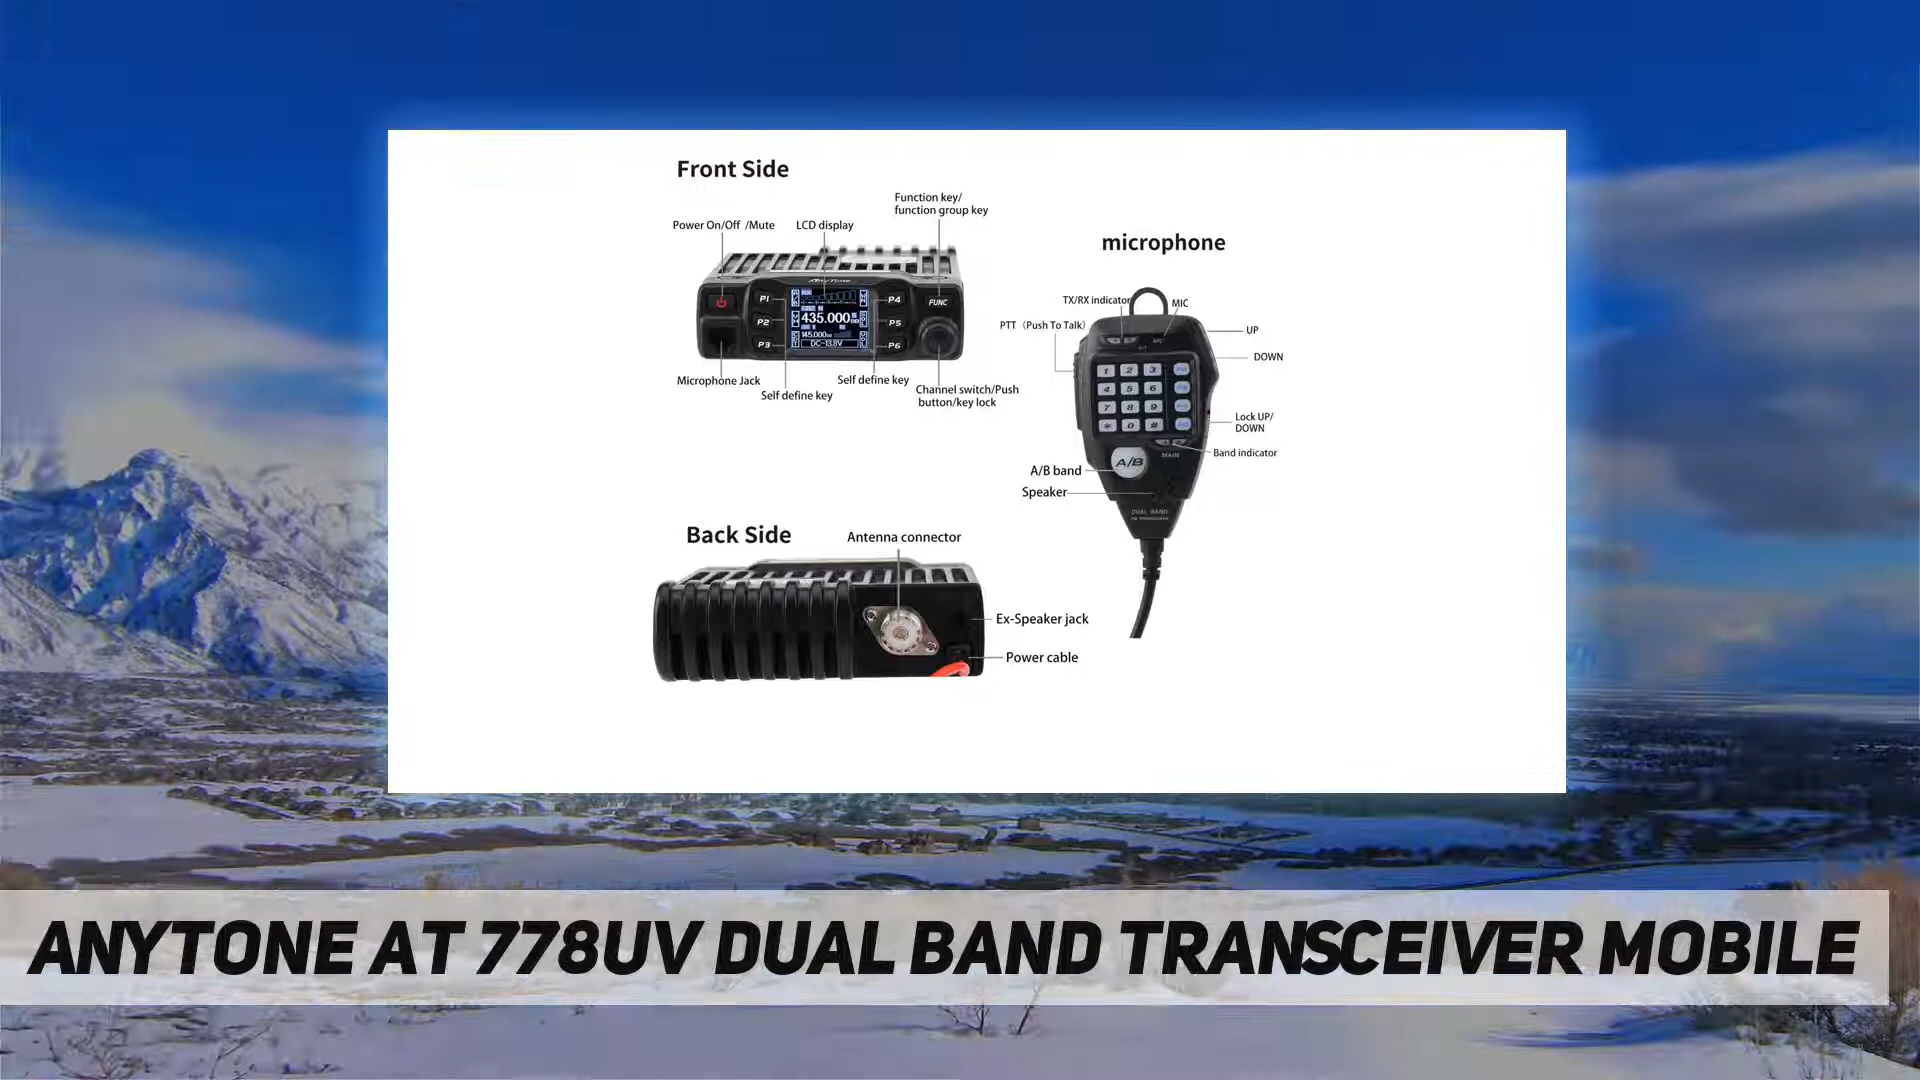 Front Side
Function key/
function group key
Power On/Off /Mute
LCD display
AnyTone
P1
P2
P3
435.000
145.000
DC-13.8V
P4
P5
P6
FUNC
Microphone Jack
Self define key
Self define key
Channel switch/Push
button/key lock
microphone
TX/RX indicator
MIC
PTT (Push To Talk)
UP
DOWN
1 2 3
4 5 6
7 8 9
* 0 #
Lock UP/
DOWN
Band indicator
MAIN
A/B
A/B band
Speaker
DUAL BAND
Back Side
Antenna connector
Ex-Speaker jack
Power cable
ANYTONE AT 778UV DUAL BAND TRANSCEIVER MOBILE